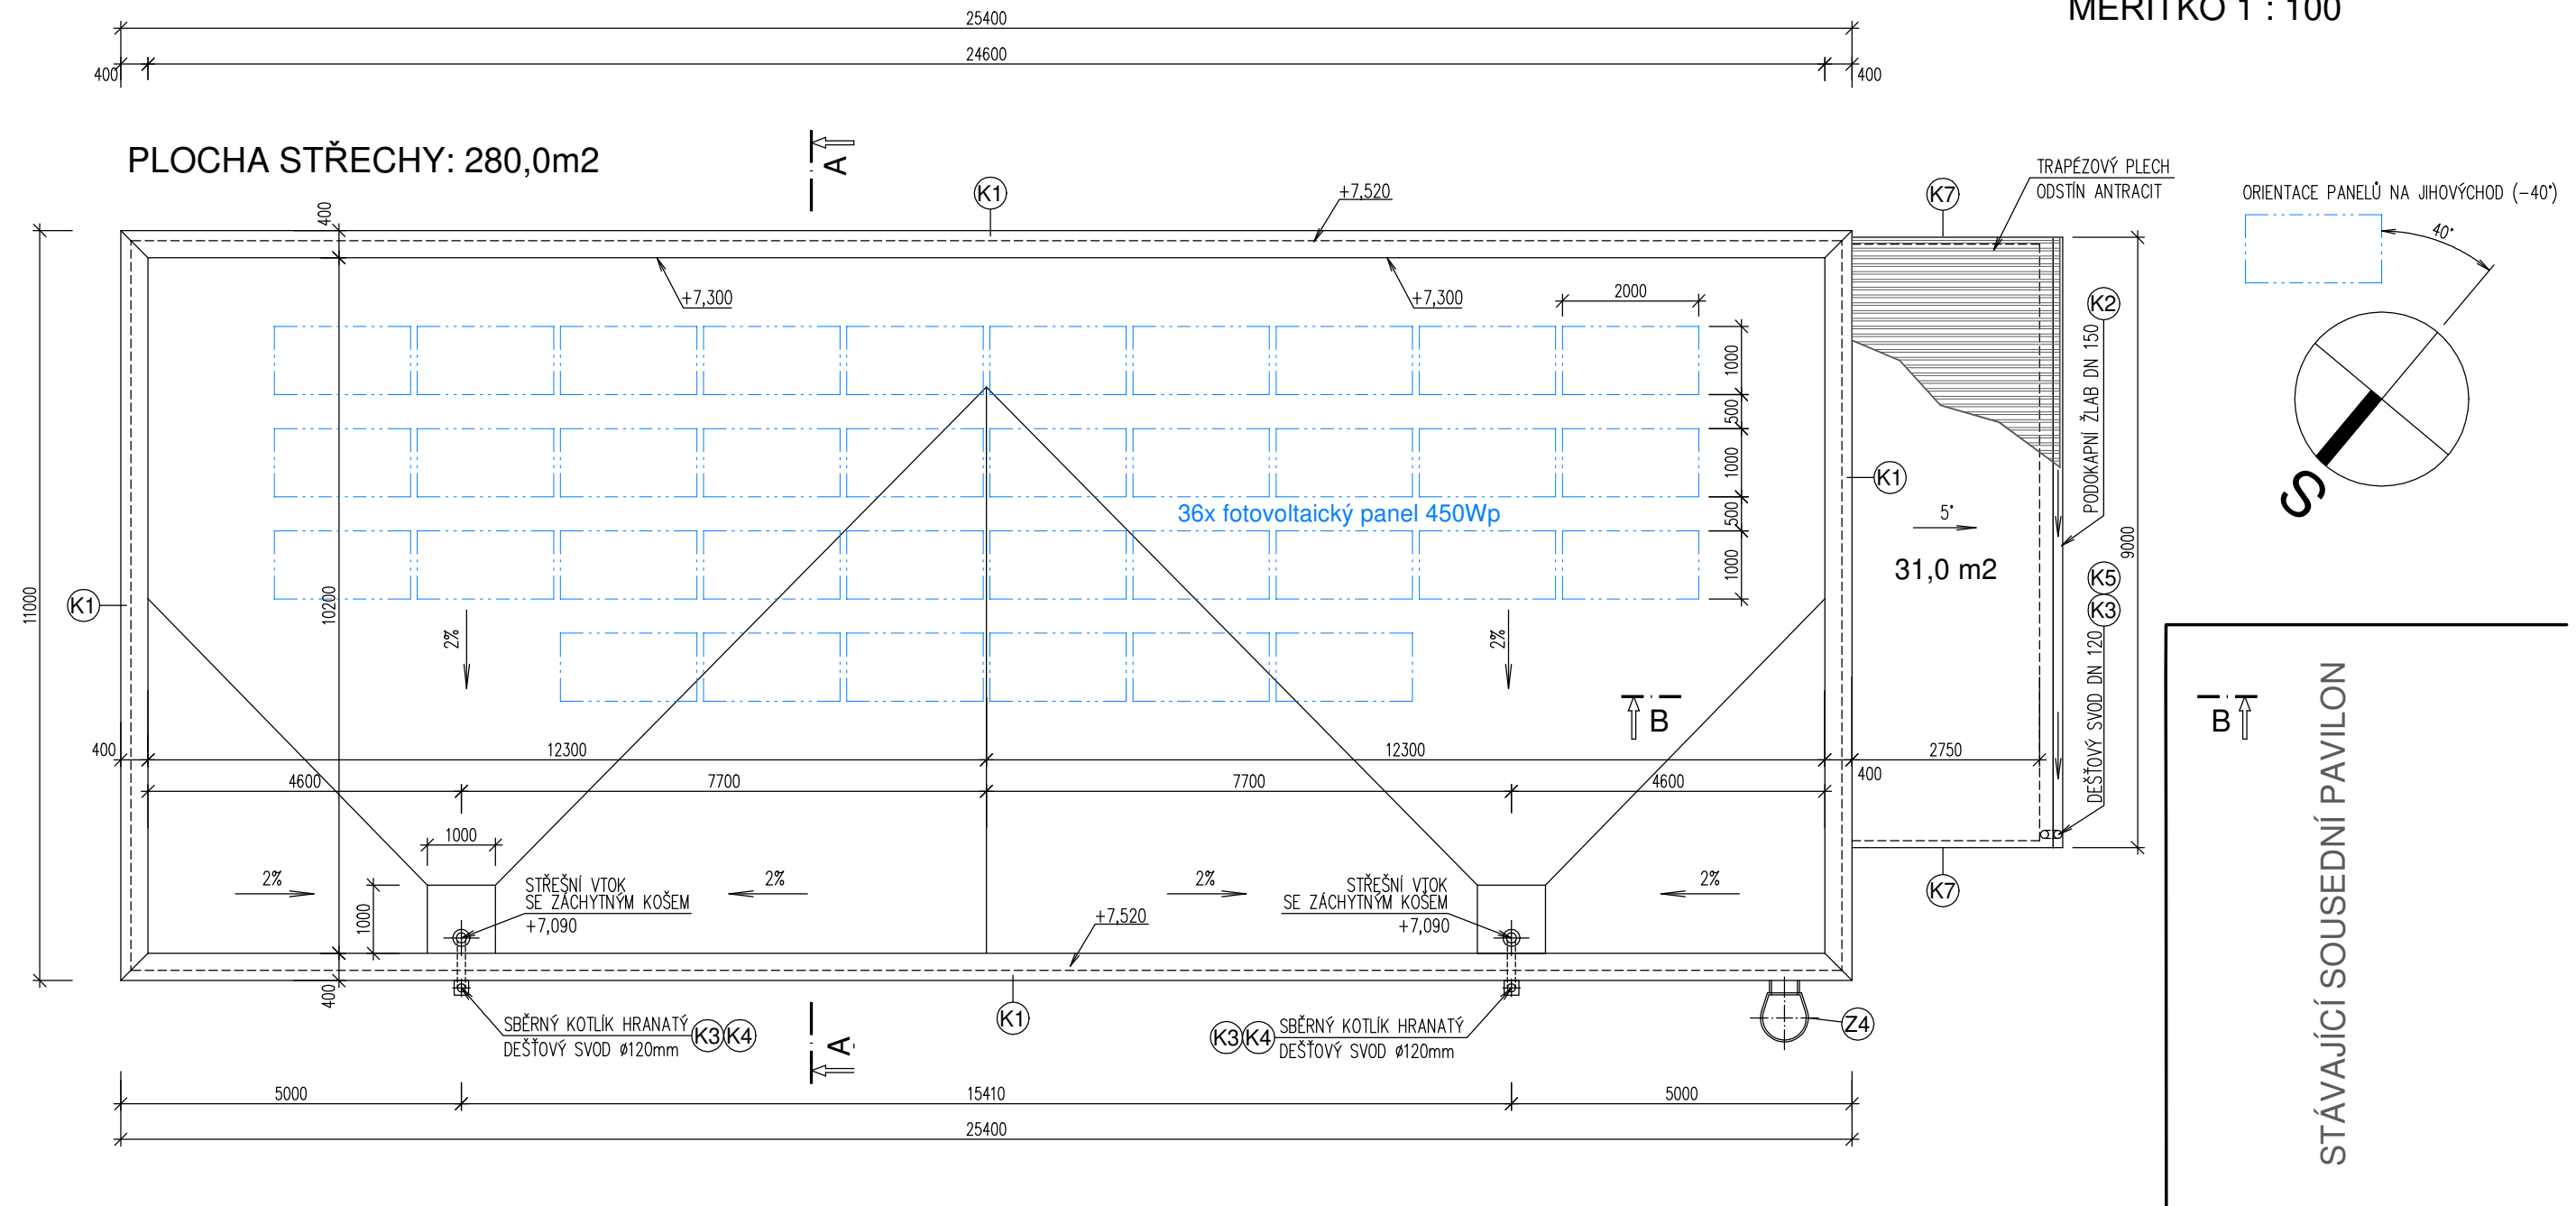 MĚŘÍTKO 1 : 100
25400
24600
400
400
PLOCHA STŘECHY: 280,0m2
A
K1
+7,520
K7
TRAPÉZOVÝ PLECH
ODSTÍN ANTRACIT
ORIENTACE PANELŮ NA JIHOVÝCHOD (-40°)
40°
400
+7,300
+7,300
2000
1000
500
1000
500
1000
K2
PODOKAPNÍ ŽLAB DN 150
S
K1
36x fotovoltaický panel 450Wp
5°
31,0 m2
9000
K5
K3
DEŠŤOVÝ SVOD DN 120
11000
K1
10200
2%
2%
B
B
STÁVAJÍCÍ SOUSEDNÍ PAVILON
400
12300
12300
400
2750
4600
7700
7700
4600
1000
1000
2%
2%
2%
2%
STŘEŠNÍ VTOK
SE ZÁCHYTNÝM KOŠEM
+7,090
STŘEŠNÍ VTOK
SE ZÁCHYTNÝM KOŠEM
+7,090
+7,520
K7
400
SBĚRNÝ KOTLÍK HRANATÝ
DEŠŤOVÝ SVOD ø120mm
K3
K4
A
K1
K3
K4
SBĚRNÝ KOTLÍK HRANATÝ
DEŠŤOVÝ SVOD ø120mm
Z4
5000
15410
5000
25400